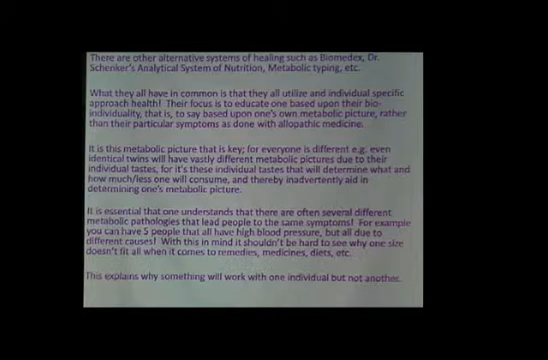 There are other alternative systems of healing such as Biomedex, Dr.
Schenker's Analytical System of Nutrition, Metabolic typing, etc.
What they all have in common is that they all utilize and individual specific
approach health! Their focus is to educate one based upon their bio-
individuality, that is, to say based upon one's own metabolic picture, rather
than their particular symptoms as done with allopathic medicine.
It is this metabolic picture that is key; for everyone is different e.g. even
identical twins will have vastly different metabolic pictures due to their
individual tastes, for it's these individual tastes that will determine what and
how much/less one will consume, and thereby inadvertently aid in
determining one's metabolic picture.
It is essential that one understands that there are often several different
metabolic pathologies that lead people to the same symptoms! For example
you can have 5 people that all have high blood pressure, but all due to
different causes! With this in mind it shouldn't be hard to see why one size
doesn't fit all when it comes to remedies, medicines, diets, etc.
This explains why something will work with one individual but not another.